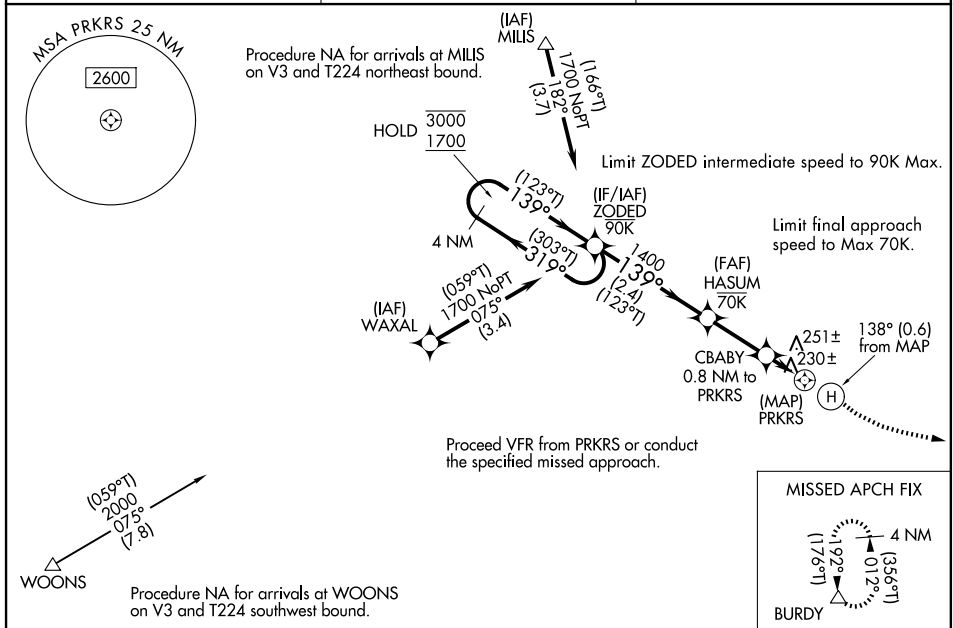 MSA PRKRS 25 NM
2600
Procedure NA for arrivals at MILIS
on V3 and T224 northeast bound.
(IAF)
MILIS
(166°T)
1700 NoPT
182°
(3.7)
HOLD
3000
1700
Limit ZODED intermediate speed to 90K Max.
(123°T)
139°
(IF/IAF)
ZODED
90K
4 NM
(303°T)
319°
1400
139°
(2.4)
(123°T)
Limit final approach
speed to Max 70K.
(FAF)
HASUM
70K
(059°T)
1700 NoPT
075°
(3.4)
(IAF)
WAXAL
251±
230±
138° (0.6)
from MAP
CBABY
0.8 NM to
PRKRS
(MAP)
PRKRS
H
Proceed VFR from PRKRS or conduct
the specified missed approach.
(059°T)
2000
075°
(7.8)
WOONS
Procedure NA for arrivals at WOONS
on V3 and T224 southwest bound.
MISSED APCH FIX
4 NM
192°
(176°T)
(356°T)
012°
BURDY